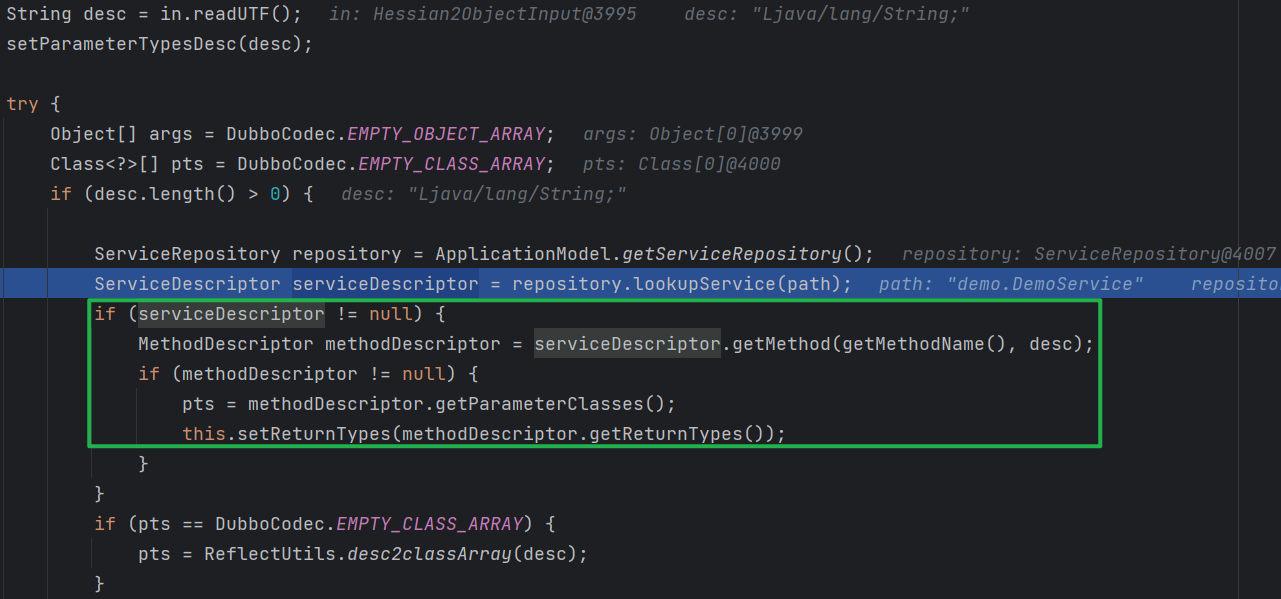 String desc = in.readUTF();   in: Hessian2ObjectInput@3995    desc: "Ljava/lang/String;"
setParameterTypesDesc(desc);
try {
    Object[] args = DubboCodec.EMPTY_OBJECT_ARRAY;   args: Object[0]@3999
    Class<?>[] pts = DubboCodec.EMPTY_CLASS_ARRAY;   pts: Class[0]@4000
    if (desc.length() > 0) {   desc: "Ljava/lang/String;"
        ServiceRepository repository = ApplicationModel.getServiceRepository();   repository: ServiceRepository@4007
        ServiceDescriptor serviceDescriptor = repository.lookupService(path);   path: "demo.DemoService"
        if (serviceDescriptor != null) {
            MethodDescriptor methodDescriptor = serviceDescriptor.getMethod(getMethodName(), desc);
            if (methodDescriptor != null) {
                pts = methodDescriptor.getParameterClasses();
                this.setReturnTypes(methodDescriptor.getReturnTypes());
            }
        }
        if (pts == DubboCodec.EMPTY_CLASS_ARRAY) {
            pts = ReflectUtils.desc2classArray(desc);
        }